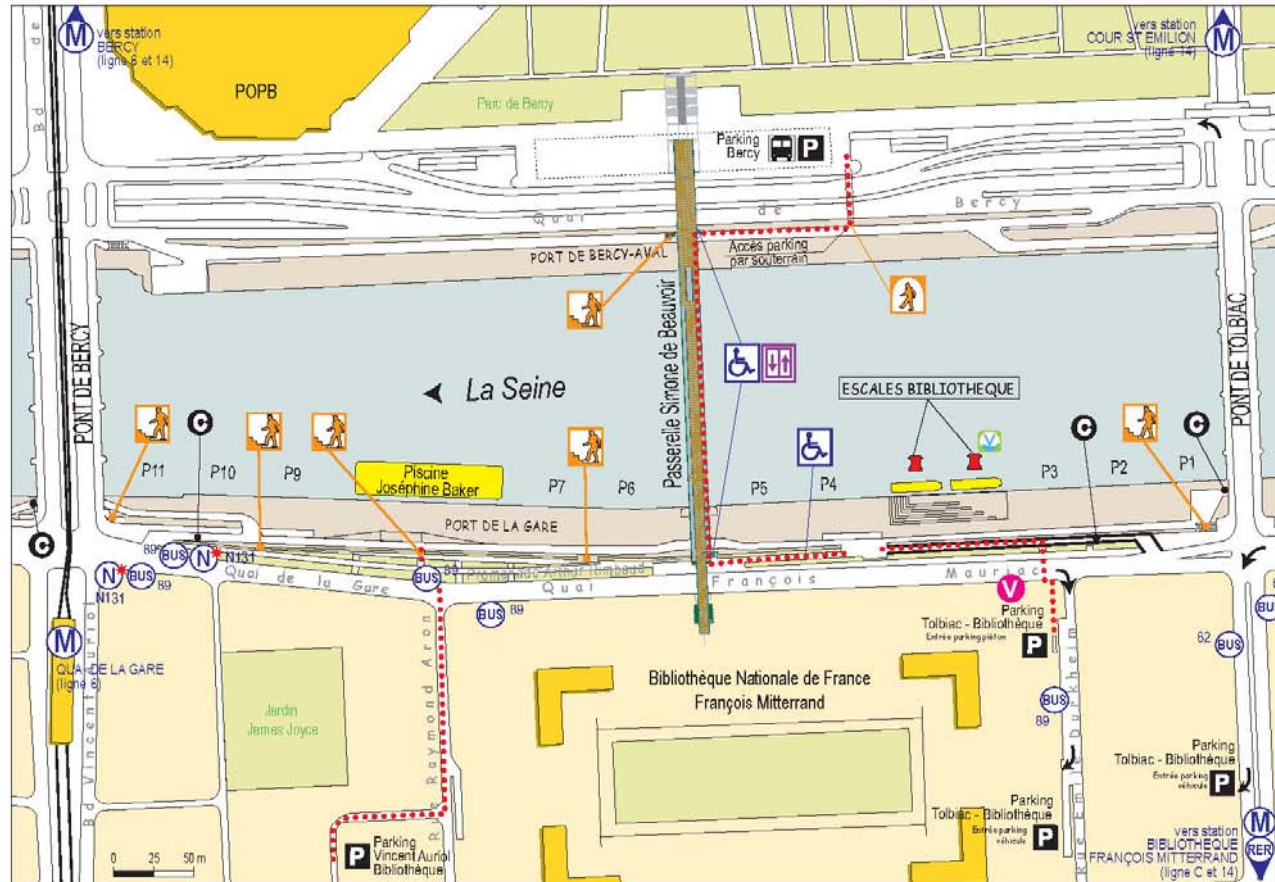 M
vers station
BERCY
(ligne 6 et 14)
POPB
Parc de Bercy
vers station
COUR ST EMILION
(ligne 14)
M
Bd de
Parking
Bercy
P
Quai de Bercy
PORT DE BERCY-AVAL
Accès parking
par souterrain
PONT DE BERCY
La Seine
Passerelle Simone de Beauvoir
ESCALES BIBLIOTHEQUE
PONT DE TOLBIAC
C
C
C
C
V
P11
P10
P9
Piscine
Joséphine Baker
P7
P6
P5
P4
P3
P2
P1
PORT DE LA GARE
89
BUS
N
N131
N
N131
BUS
89
Quai de la Gare
BUS
89
Promenade Arthur Rimbaud
BUS
89
Quai François Mauriac
V
Parking
Tolbiac - Bibliothèque
Entrée parking piéton
P
M
QUAI DE LA GARE
(ligne 6)
Bd Vincent Auriol
Jardin
James Joyce
Rue Raymond Aron
Bibliothèque Nationale de France
François Mitterrand
BUS
89
62
BUS
BUS
Rue Emile Durkheim
Parking
Tolbiac - Bibliothèque
Entrée parking
véhicule
P
Parking
Tolbiac - Bibliothèque
Entrée parking
véhicule
P
P
Parking
Vincent Auriol
Bibliothèque
0 25 50 m
vers station
BIBLIOTHEQUE
FRANÇOIS MITTERRAND
(ligne C et 14)
M
RER